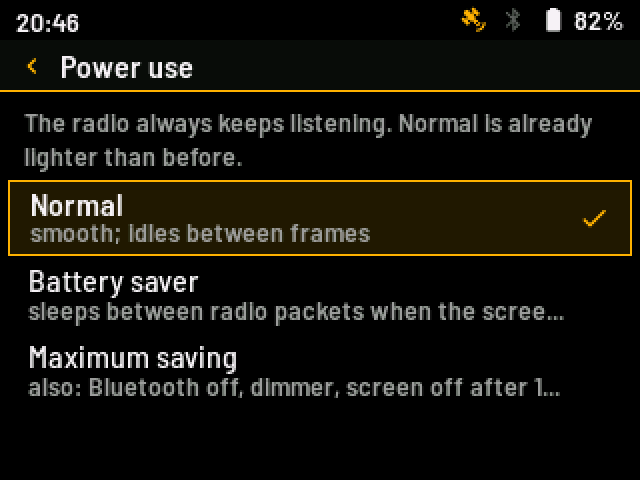 20:46
82%
Power use
The radio always keeps listening. Normal is already
lighter than before.
Normal
smooth; idles between frames
Battery saver
sleeps between radio packets when the scree...
Maximum saving
also: Bluetooth off, dimmer, screen off after 1...